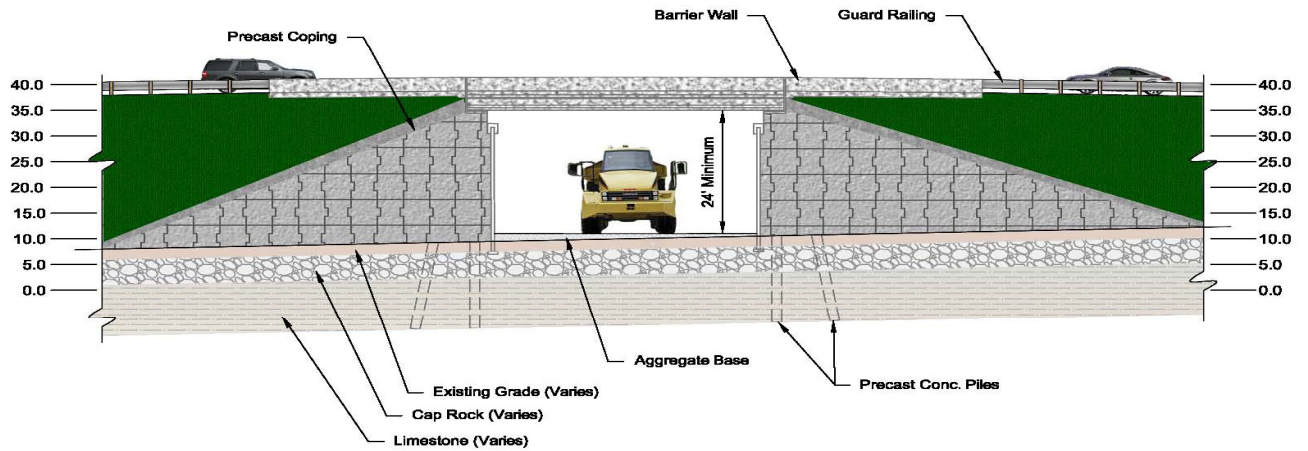 Barrier Wall
Guard Railing
Precast Coping
40.0
35.0
30.0
25.0
20.0
15.0
10.0
5.0
0.0
24' Minimum
40.0
35.0
30.0
25.0
20.0
15.0
10.0
5.0
0.0
Aggregate Base
Precast Conc. Piles
Existing Grade (Varies)
Cap Rock (Varies)
Limestone (Varies)